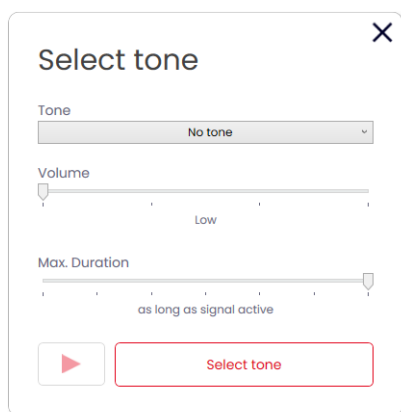 Select tone
Tone
No tone
Volume
Low
Max. Duration
as long as signal active
Select tone